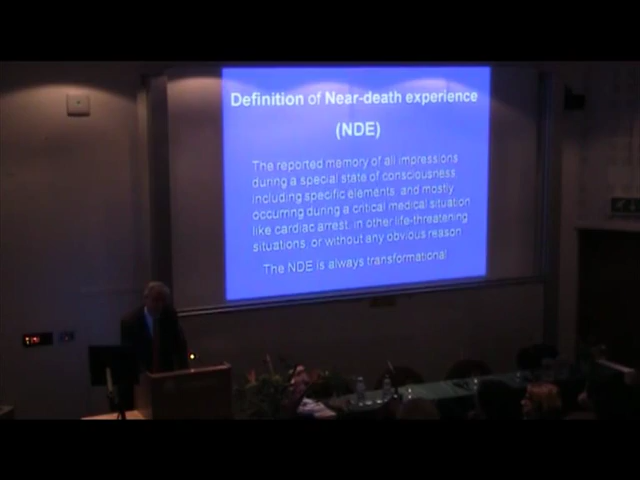 Definition of Near-death experience
(NDE)
The reported memory of all impressions
during a special state of consciousness,
including specific elements, and mostly
occurring during a critical medical situation
like cardiac arrest, in other life-threatening
situations, or without any obvious reason.
The NDE is always transformational